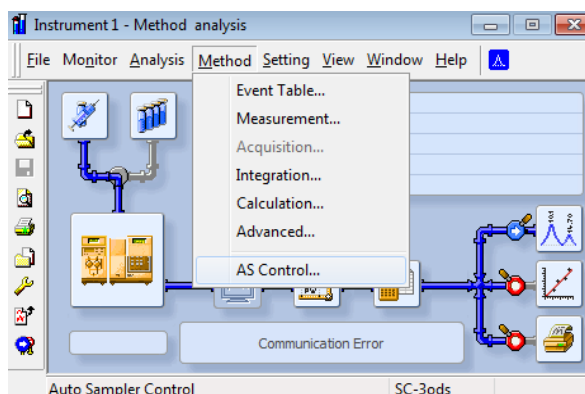 Instrument 1 - Method analysis
File Monitor Analysis Method Setting View Window Help
Event Table...
Measurement...
Acquisition...
Integration...
Calculation...
Advanced...
AS Control...
Communication Error
Auto Sampler Control SC-3ods